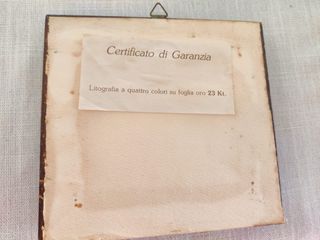 Certificato di Garanzia
Litografia a quattro colori su foglia oro 23 Kt.